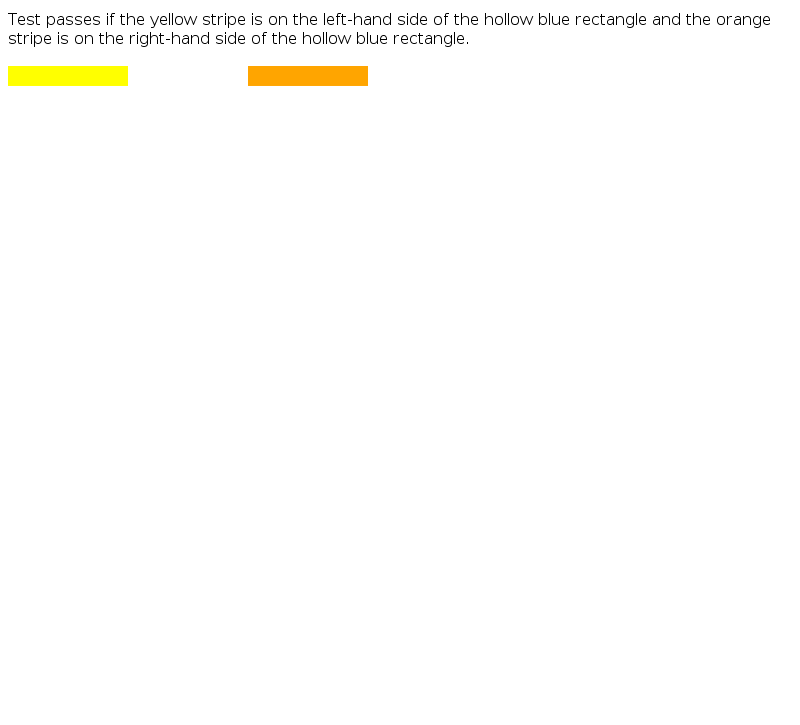 Test passes if the yellow stripe is on the left-hand side of the hollow blue rectangle and the orange
stripe is on the right-hand side of the hollow blue rectangle.